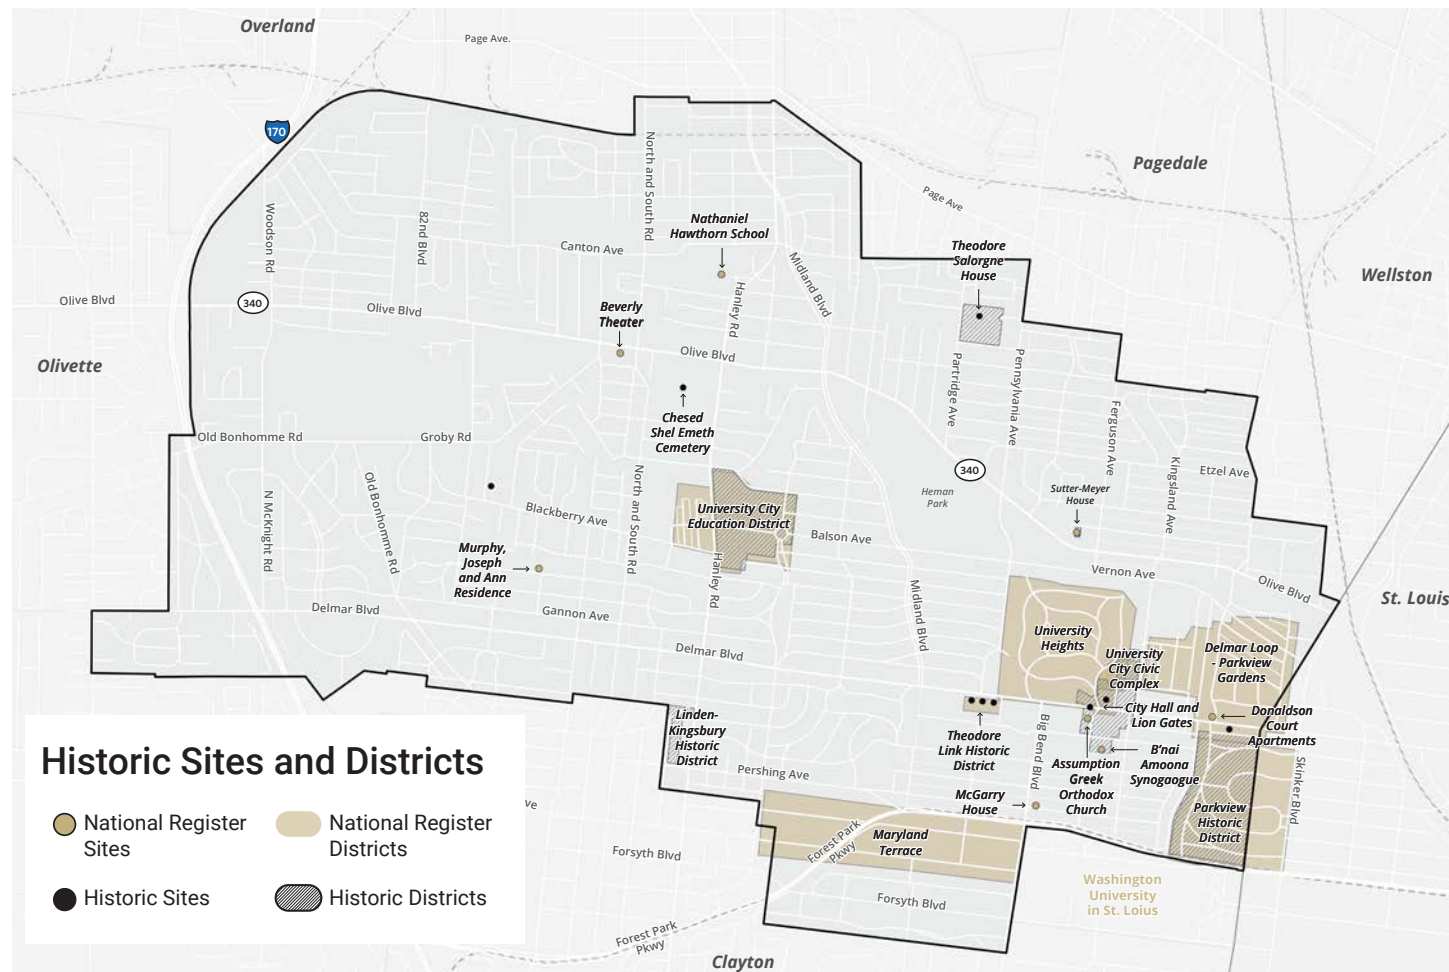 Overland
Page Ave.
170
Pagedale
Page Ave
North and South Rd
Woodson Rd
82nd Blvd
Canton Ave
Nathaniel
Hawthorn School
Midland Blvd
Theodore
Salorgne
House
Wellston
Olive Blvd
340
Olive Blvd
Beverly
Theater
Hanley Rd
Olive Blvd
Olivette
Partridge Ave
Pennsylvania Ave
Ferguson Ave
Chesed
Shel Emeth
Cemetery
Old Bonhomme Rd
Groby Rd
340
Kingsland Ave
Etzel Ave
N McKnight Rd
Old Bonhomme Rd
North and South Rd
Heman
Park
Sutter-Meyer
House
Blackberry Ave
University City
Education District
Balson Ave
Murphy,
Joseph
and Ann
Residence
Hanley Rd
Midland Blvd
Vernon Ave
Olive Blvd
St. Louis
Delmar Blvd
Gannon Ave
Delmar Blvd
University
Heights
University
City Civic
Complex
Delmar Loop
- Parkview
Gardens
City Hall and
Lion Gates
Donaldson
Court
Apartments
Linden-
Kingsbury
Historic
District
Theodore
Link Historic
District
Big Bend Blvd
Assumption
Greek
Orthodox
Church
B'nai
Amoona
Synogaogue
Skinker Blvd
Pershing Ave
McGarry
House
Parkview
Historic
District
Maryland
Terrace
Forest Park
Pkwy
ve
Forsyth Blvd
Forsyth Blvd
Washington
University
in St. Loius
Forest Park
Pkwy
Clayton
Historic Sites and Districts
National Register
Sites
National Register
Districts
Historic Sites
Historic Districts